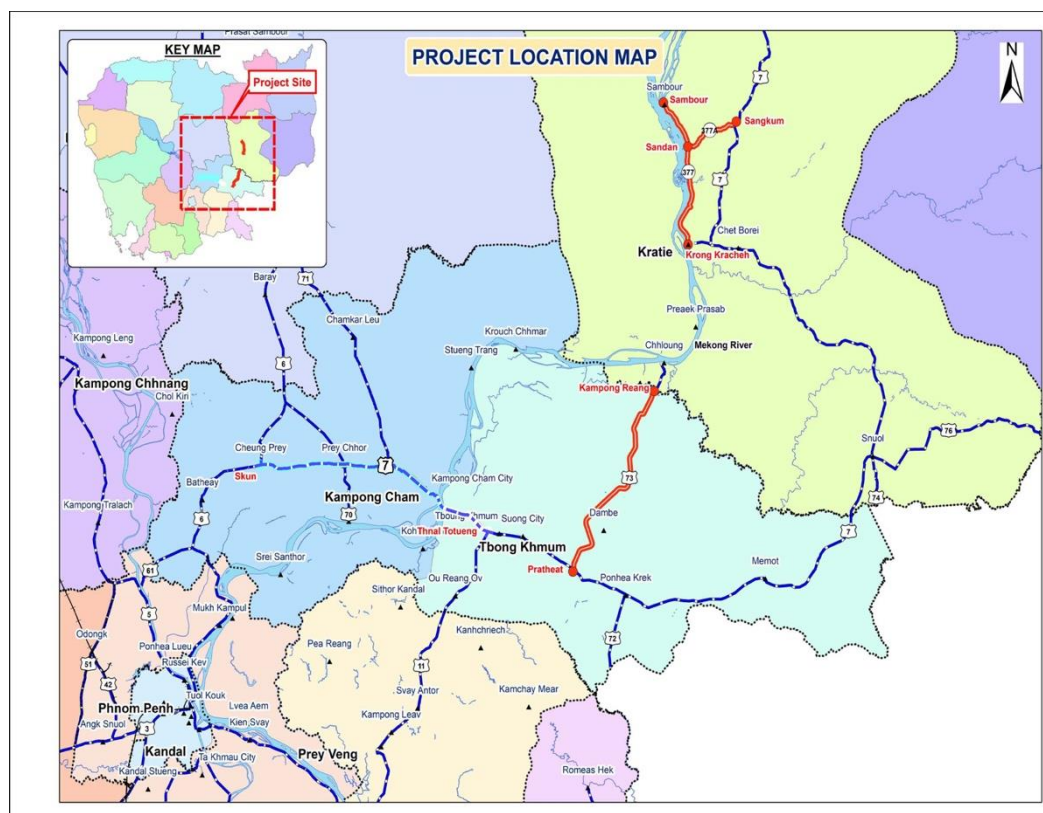 PROJECT LOCATION MAP
KEY MAP
Project Site
N
Prasat Sambour
Sambour
Sambour
7
Sangkum
377A
Sandan
377
7
Chet Borei
Kratie
Krong Kracheh
Baray
71
Preaek Prasab
Chamkar Leu
Krouch Chhmar
Kampong Leng
Stueng Trang
Chhloung
Mekong River
6
Kampong Chhnang
Kampong Reang
Chol Kiri
Cheung Prey
Prey Chhor
Snuol
76
7
Skun
73
Batheay
Kampong Cham City
Kampong Cham
74
Kampong Tralach
6
70
Tboung Khmum
Suong City
Dambe
Koh
Thnal Totueng
7
Tbong Khmum
Srei Santhor
Pratheat
Memot
61
Ou Reang Ov
Ponhea Krek
Sithor Kandal
Mukh Kampul
5
Odongk
Kanhchriech
72
Ponhea Lueu
Pea Reang
51
Russei Kev
11
42
Svay Antor
Kamchay Mear
Tuol Kouk
Lvea Aem
Phnom Penh
Kampong Leav
Angk Snuol
3
Kien Svay
Kandal
Prey Veng
Ta Khmau City
Kandal Stueng
Romeas Hek